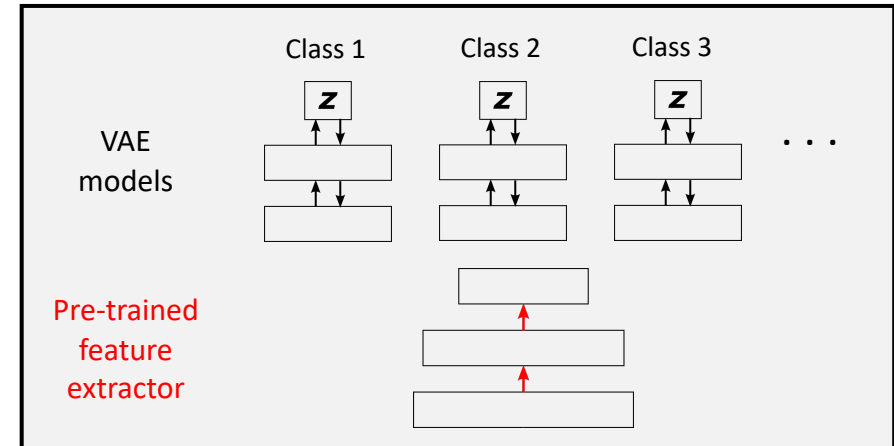 Class 1
Class 2
Class 3
z
z
z
VAE
models
. . .
Pre-trained
feature
extractor